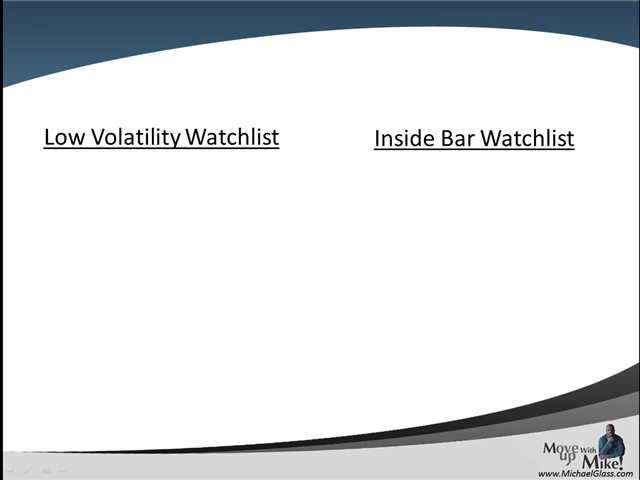 Low Volatility Watchlist
Inside Bar Watchlist
Move up With Mike!
www.MichaelGlass.com